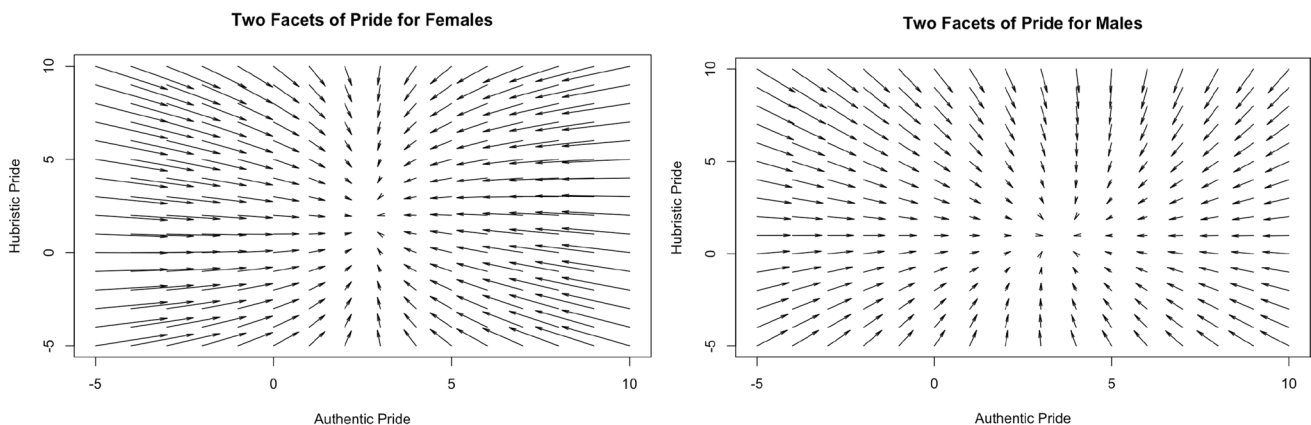 Two Facets of Pride for Females
10
5
0
-5
Hubristic Pride
-5 0 5 10
Authentic Pride
Two Facets of Pride for Males
10
5
0
-5
Hubristic Pride
-5 0 5 10
Authentic Pride